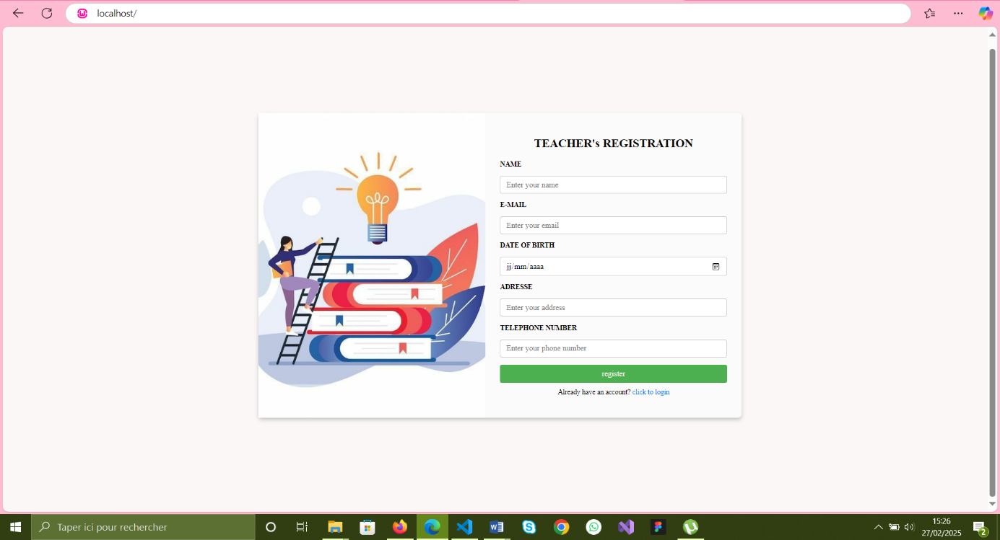 localhost/
TEACHER's REGISTRATION
NAME
Enter your name
E-MAIL
Enter your email
DATE OF BIRTH
jj/mm/aaaa
ADRESSE
Enter your address
TELEPHONE NUMBER
Enter your phone number
register
Already have an account? click to login
Taper ici pour rechercher
15:26
27/02/2025
2